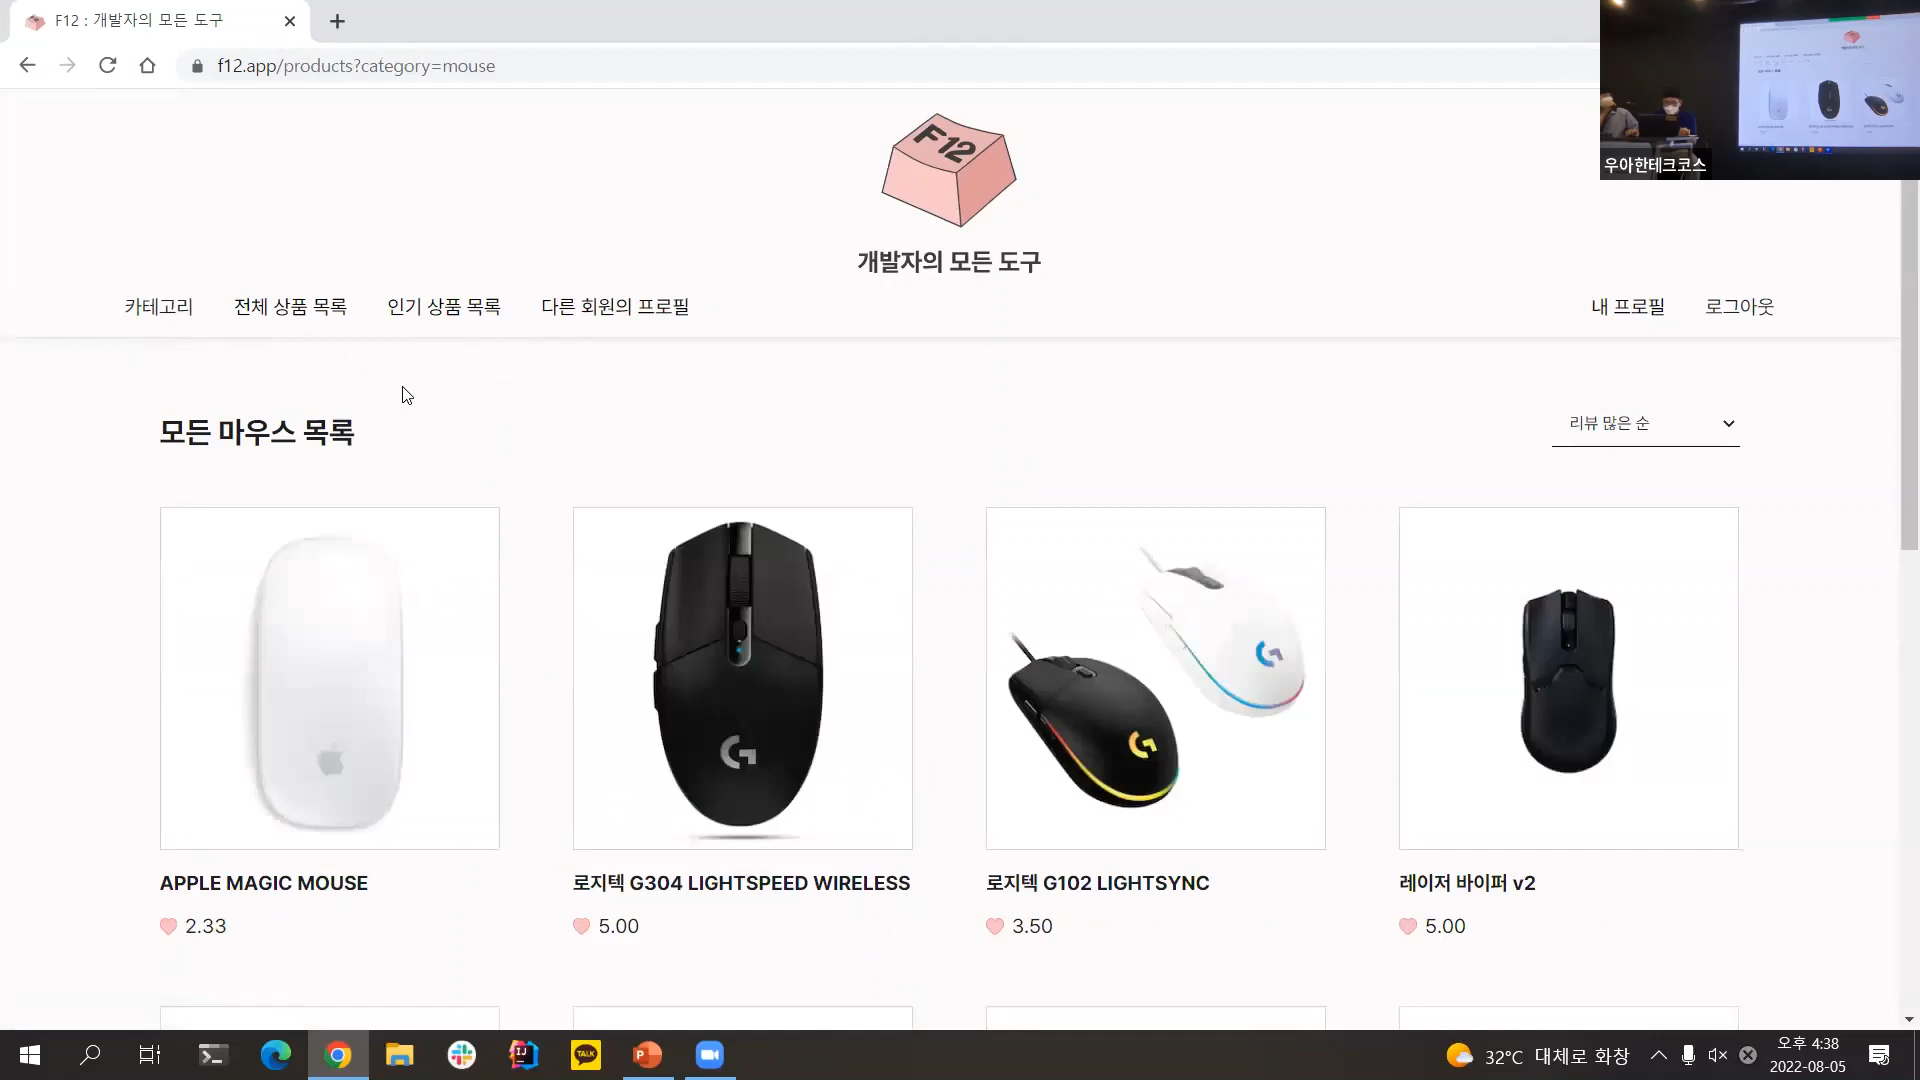 F12 : 개발자의 모든 도구
f12.app/products?category=mouse
우아한테크코스
F12
개발자의 모든 도구
카테고리 전체 상품 목록 인기 상품 목록 다른 회원의 프로필 내 프로필 로그아웃
모든 마우스 목록 리뷰 많은 순
APPLE MAGIC MOUSE 로지텍 G304 LIGHTSPEED WIRELESS 로지텍 G102 LIGHTSYNC 레이저 바이퍼 v2
2.33 5.00 3.50 5.00
32°C 대체로 화창
오후 4:38
2022-08-05